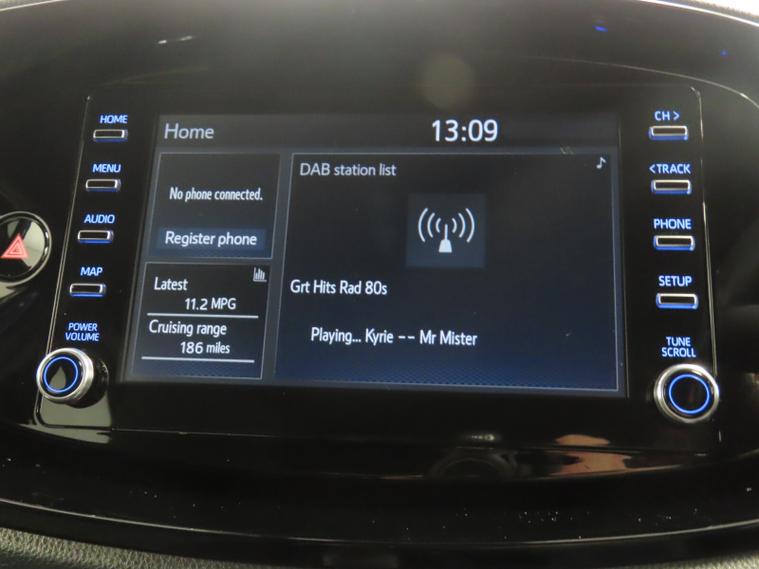 HOME
MENU
AUDIO
MAP
POWER
VOLUME
Home
13:09
No phone connected.
Register phone
Latest
11.2 MPG
Cruising range
186 miles
DAB station list
Grt Hits Rad 80s
Playing... Kyrie -- Mr Mister
CH >
< TRACK
PHONE
SETUP
TUNE
SCROLL